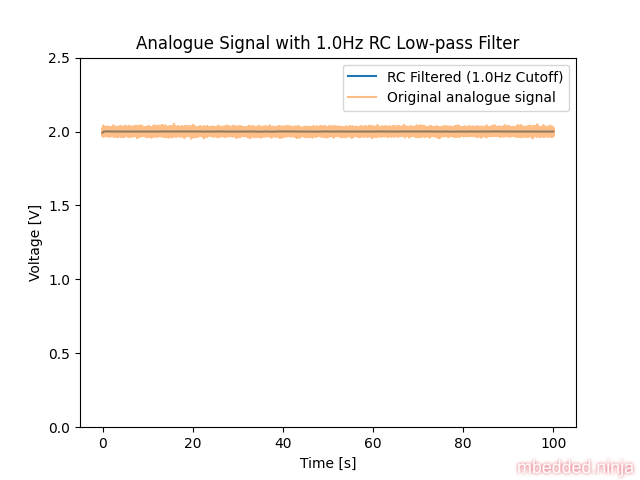 Analogue Signal with 1.0Hz RC Low-pass Filter
RC Filtered (1.0Hz Cutoff)
Original analogue signal
2.5
2.0
1.5
1.0
0.5
0.0
Voltage [V]
0 20 40 60 80 100
Time [s]
mbedded.ninja